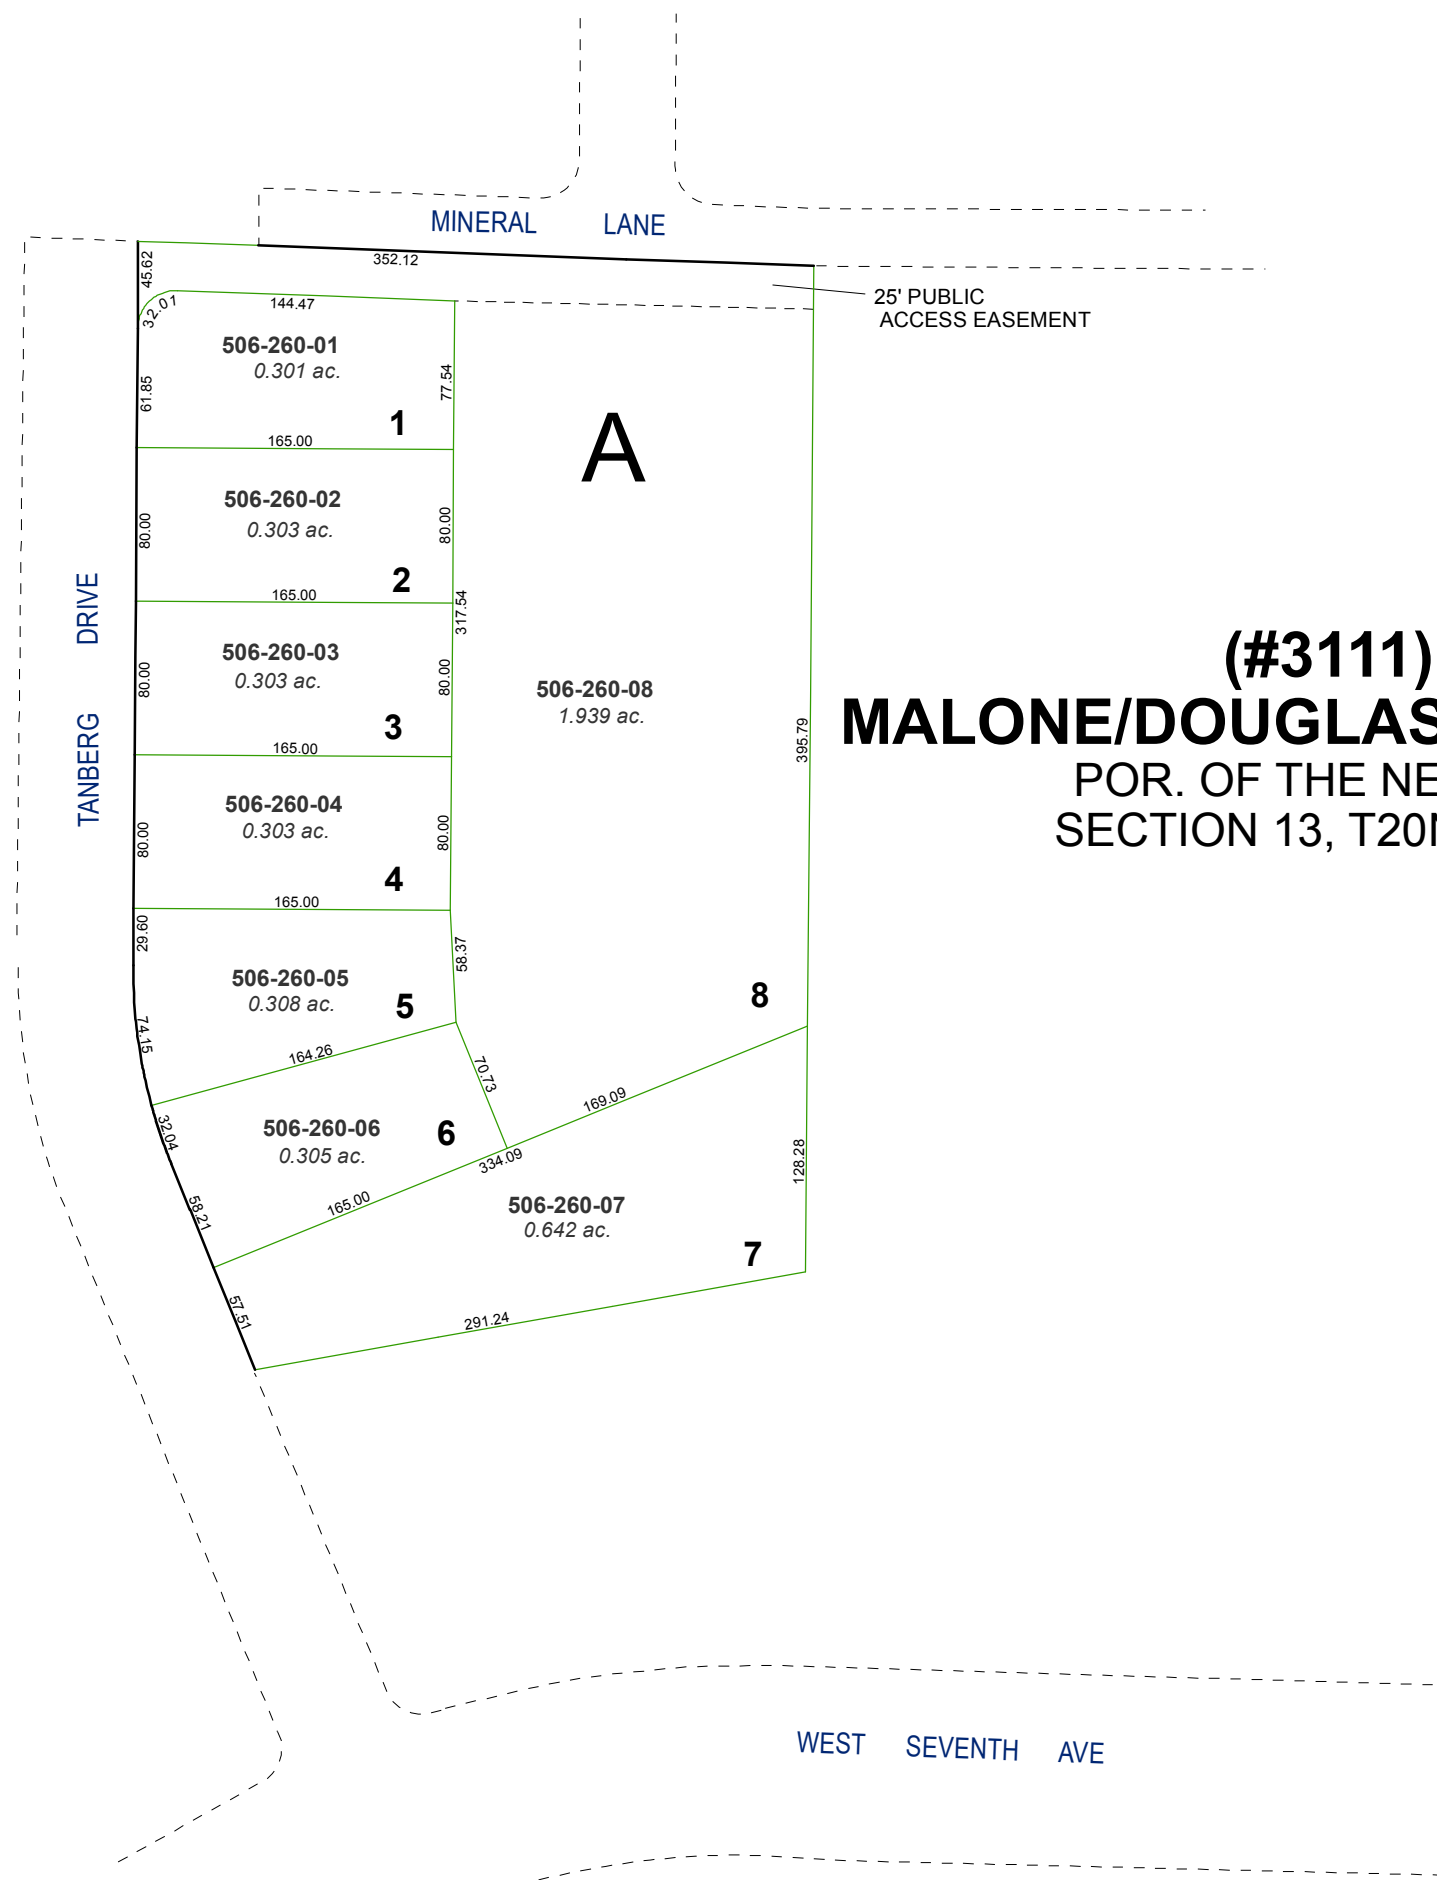 MINERAL LANE
352.12
45.62
32.01
144.47
25' PUBLIC
ACCESS EASEMENT
506-260-01
0.301 ac.
61.85
77.54
1
A
165.00
506-260-02
0.303 ac.
80.00
80.00
2
165.00
317.54
TANBERG DRIVE
506-260-03
0.303 ac.
80.00
80.00
3
165.00
506-260-08
1.939 ac.
395.79
8
(#3111)
MALONE/DOUGLAS
POR. OF THE NE
SECTION 13, T20N
506-260-04
0.303 ac.
80.00
80.00
4
165.00
29.60
58.37
506-260-05
0.308 ac.
5
74.15
164.26
70.73
169.09
32.04
506-260-06
0.305 ac.
6
334.09
128.28
58.21
165.00
506-260-07
0.642 ac.
7
57.51
291.24
WEST SEVENTH AVE